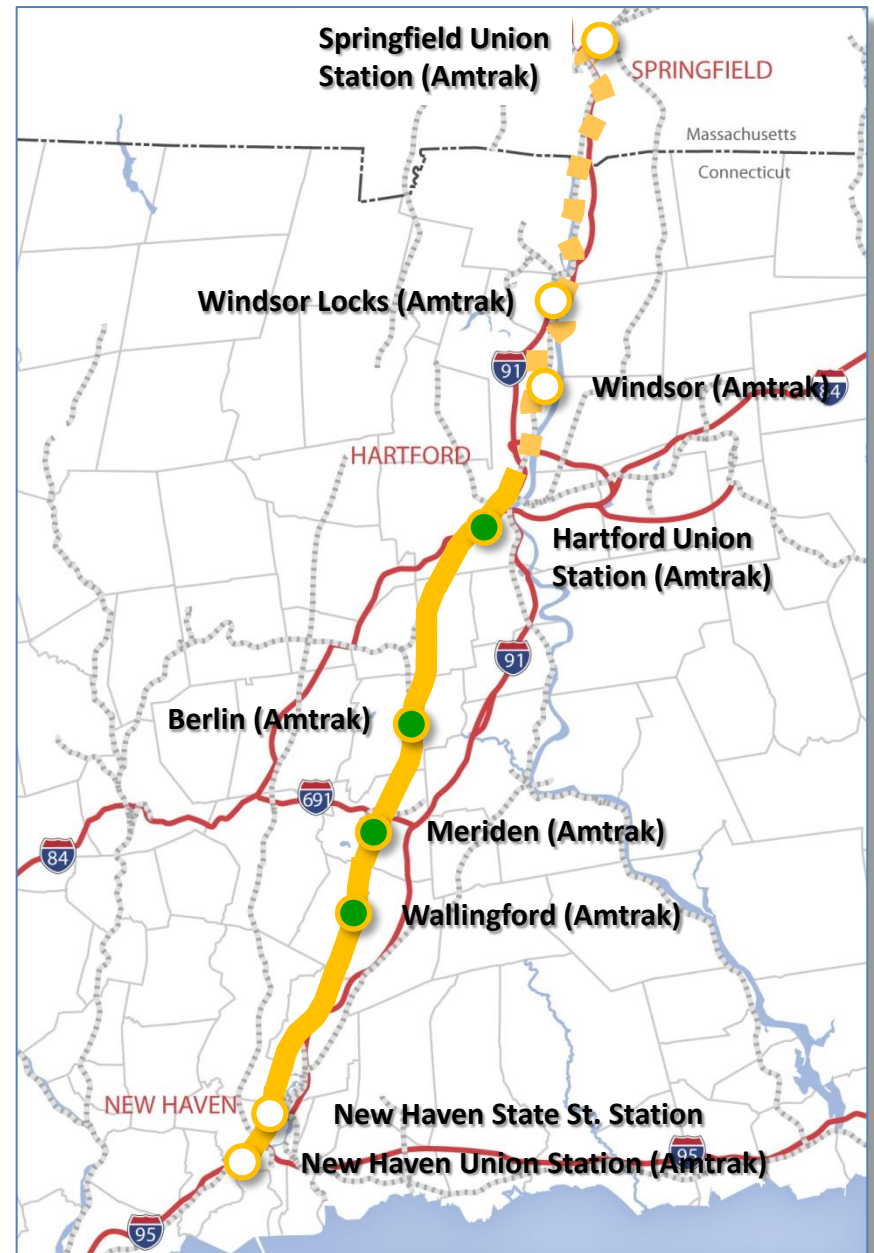 Springfield Union
Station (Amtrak)
SPRINGFIELD
Massachusetts
Connecticut
Windsor Locks (Amtrak)
91
Windsor (Amtrak)
84
HARTFORD
Hartford Union
Station (Amtrak)
91
Berlin (Amtrak)
691
Meriden (Amtrak)
84
Wallingford (Amtrak)
NEW HAVEN
New Haven State St. Station
95
New Haven Union Station (Amtrak)
95